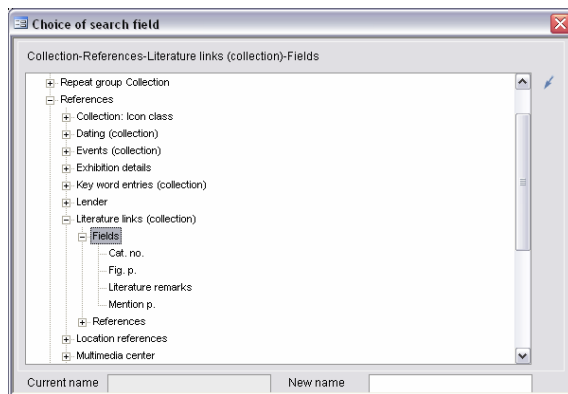 Choice of search field
Collection-References-Literature links (collection)-Fields
Repeat group Collection
References
Collection: Icon class
Dating (collection)
Events (collection)
Exhibition details
Key word entries (collection)
Lender
Literature links (collection)
Fields
Cat. no.
Fig. p.
Literature remarks
Mention p.
References
Location references
Multimedia center
Current name New name